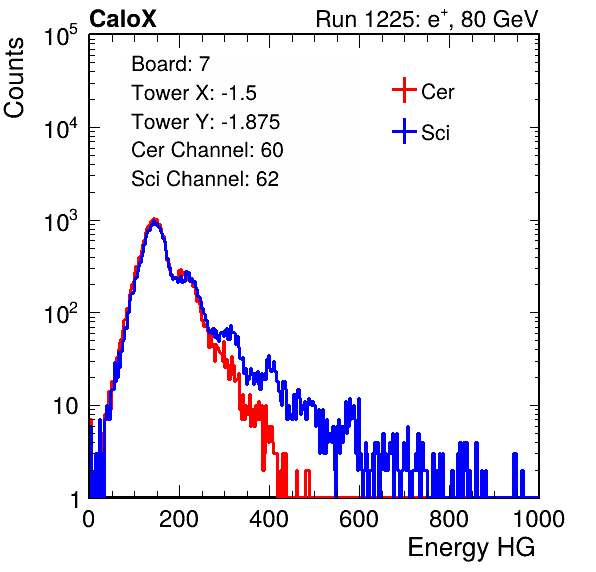 CaloX Run 1225: e⁺, 80 GeV
Counts
10⁵
10⁴
10³
10²
10
1
Board: 7
Tower X: -1.5
Tower Y: -1.875
Cer Channel: 60
Sci Channel: 62
Cer
Sci
0 200 400 600 800 1000
Energy HG